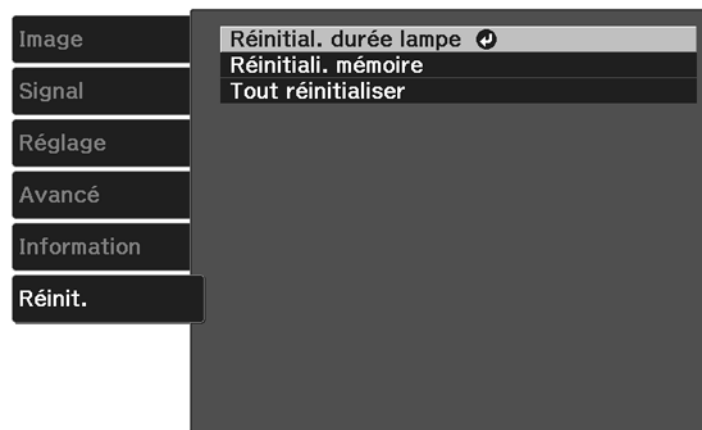 Image
Signal
Réglage
Avancé
Information
Réinit.
Réinitial. durée lampe
Réinitiali. mémoire
Tout réinitialiser